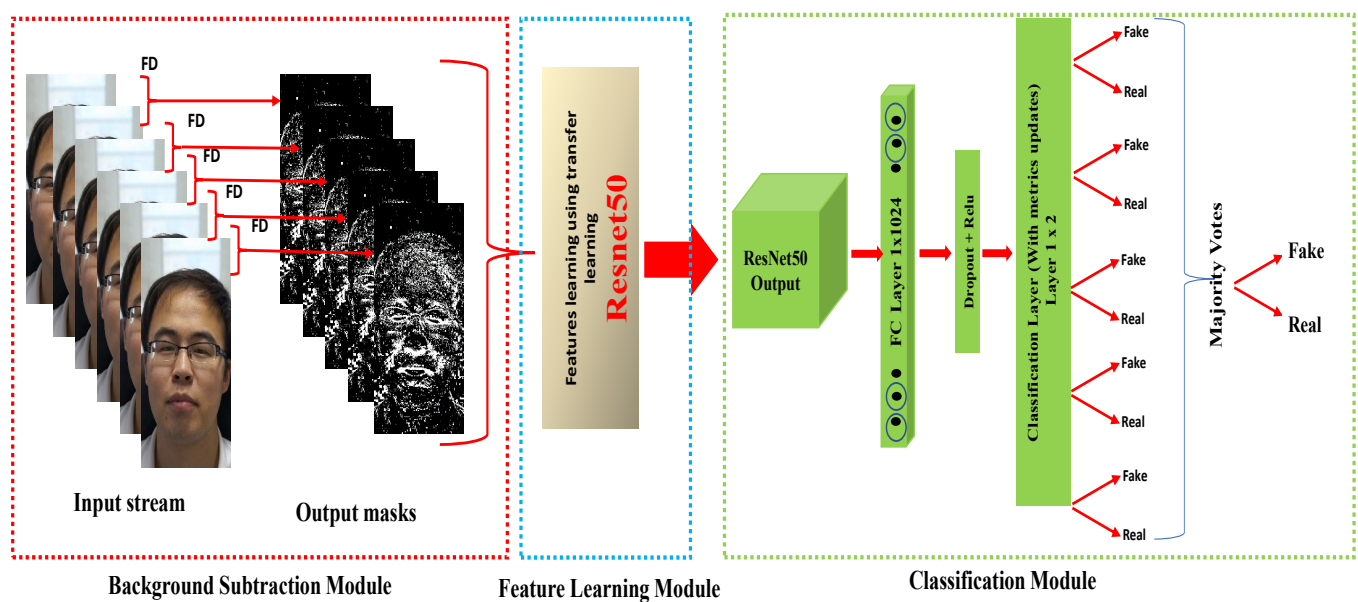 FD
FD
FD
FD
FD
Input stream
Output masks
Background Subtraction Module
Features learning using transfer
learning
Resnet50
Feature Learning Module
ResNet50
Output
FC Layer 1x1024
Dropout + Relu
Classification Layer (With metrics updates)
Layer 1 x 2
Fake
Real
Fake
Real
Fake
Real
Fake
Real
Fake
Real
Majority Votes
Fake
Real
Classification Module